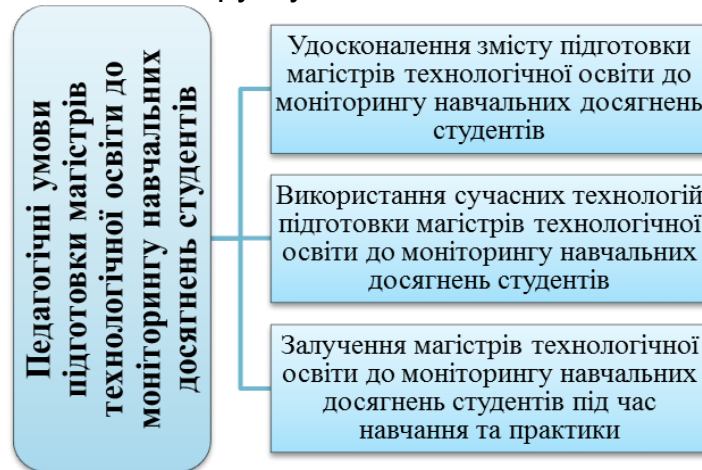 Педагогічні умови
підготовки магістрів
технологічної освіти до
моніторингу навчальних
досягнень студентів
Удосконалення змісту підготовки
магістрів технологічної освіти до
моніторингу навчальних досягнень
студентів
Використання сучасних технологій
підготовки магістрів технологічної
освіти до моніторингу навчальних
досягнень студентів
Залучення магістрів технологічної
освіти до моніторингу навчальних
досягнень студентів під час
навчання та практики